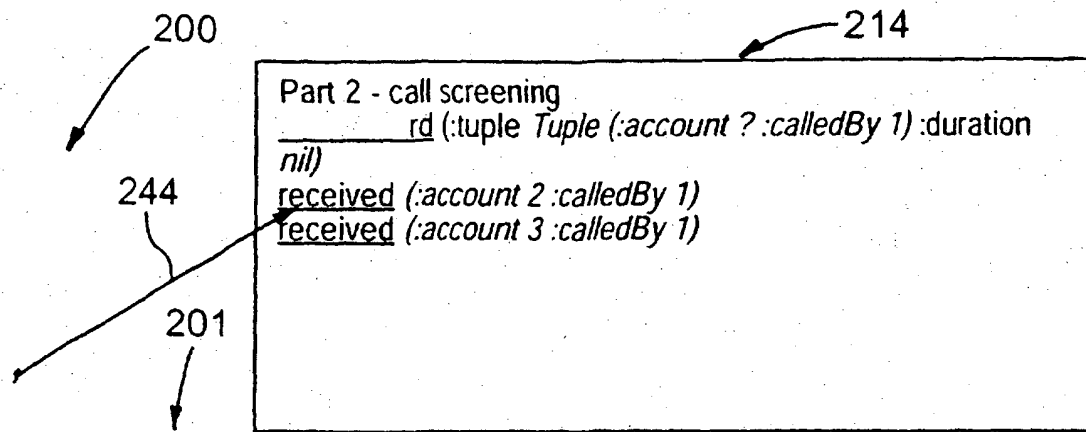 200
214
Part 2 - call screening
rd (:tuple Tuple (:account ? :calledBy 1) :duration
nil)
244
received (:account 2 :calledBy 1)
received (:account 3 :calledBy 1)
201